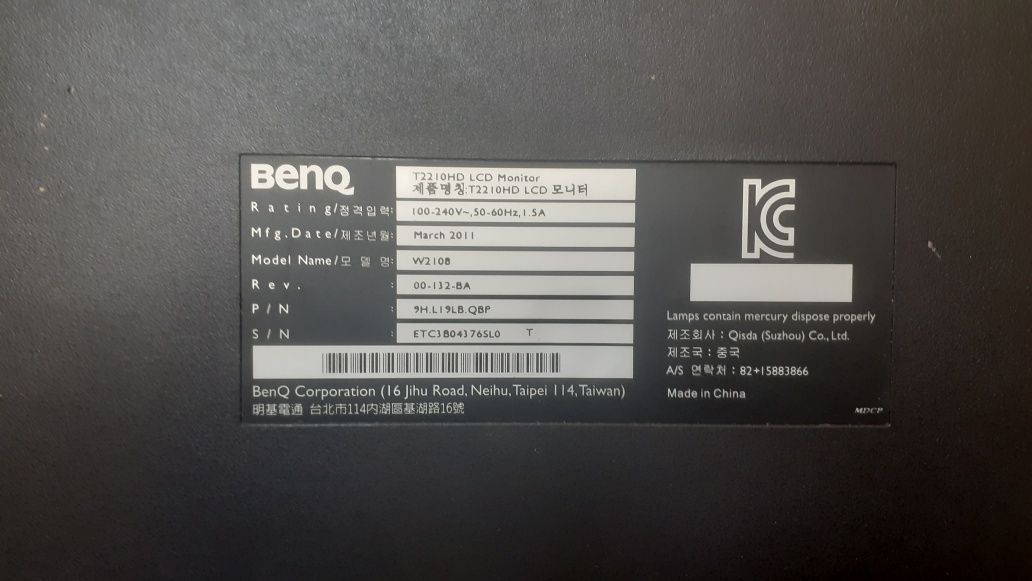 BenQ
T2210HD LCD Monitor
제품명칭:T2210HD LCD 모니터
Rating/정격입력: 100-240V~,50-60Hz,1.5A
Mfg.Date/제조년월: March 2011
Model Name/모 델 명: W2108
Rev. : 00-132-BA
P/N : 9H.L19LB.QBP
S/N : ETC3B04376SL0 T
BenQ Corporation (16 Jihu Road, Neihu, Taipei 114, Taiwan)
明基電通 台北市114內湖區基湖路16號
KC
Lamps contain mercury dispose properly
제조회사 : Qisda (Suzhou) Co., Ltd.
제조국 : 중국
A/S 연락처 : 82+15883866
Made in China
MDCP